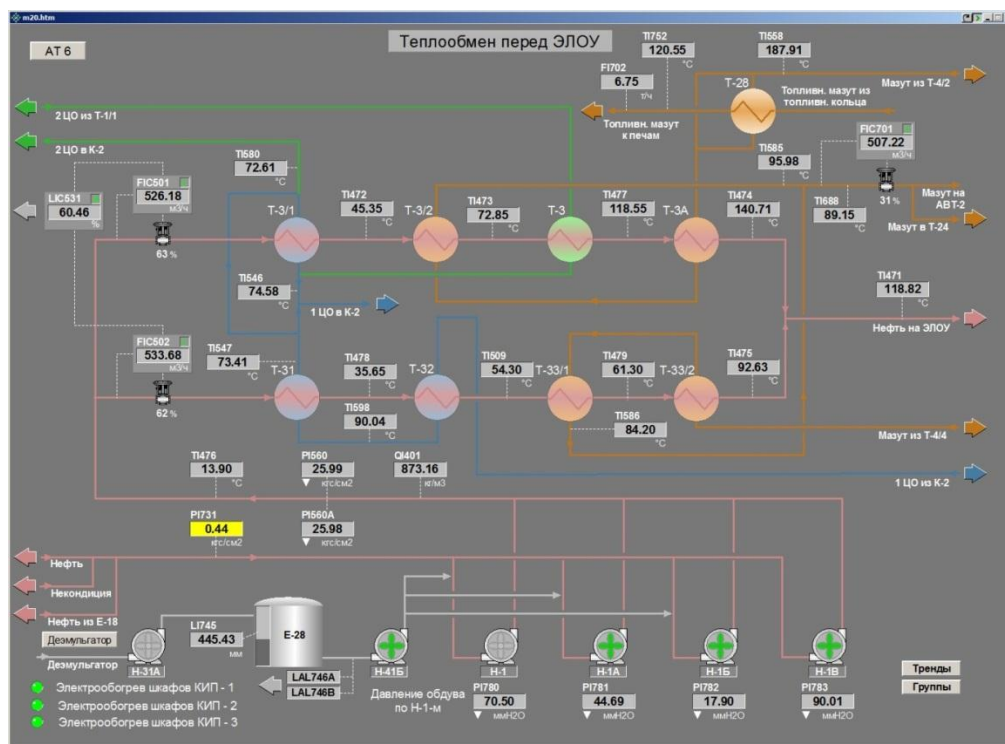 m20.htm
АТ 6
Теплообмен перед ЭЛОУ
TI752
120.55
°С
TI558
187.91
°С
FI702
6.75
т/ч
Т-28
Мазут из Т-4/2
Топливн. мазут из
топливн. кольца
2 ЦО из Т-1/1
Топливн. мазут
к печам
FIC701
507.22
м3/ч
2 ЦО в К-2
TI580
72.61
°С
TI585
95.98
°С
LIC531
60.46
%
FIC501
526.18
м3/ч
63 %
Т-3/1
TI472
45.35
°С
Т-3/2
TI473
72.85
°С
Т-3
TI477
118.55
°С
Т-3А
TI474
140.71
°С
TI688
89.15
°С
31 %
Мазут на
АВТ-2
Мазут в Т-24
TI546
74.58
°С
1 ЦО в К-2
TI471
118.82
°С
Нефть на ЭЛОУ
FIC502
533.68
м3/ч
62 %
TI547
73.41
°С
Т-31
TI478
35.65
°С
Т-32
TI509
54.30
°С
Т-33/1
TI479
61.30
°С
Т-33/2
TI475
92.63
°С
TI598
90.04
°С
TI586
84.20
°С
Мазут из Т-4/4
TI476
13.90
°С
PI560
25.99
кгс/см2
QI401
873.16
кг/м3
1 ЦО из К-2
PI731
0.44
кгс/см2
PI560A
25.98
кгс/см2
Нефть
Некондиция
Нефть из Е-18
Деэмульгатор
Деэмульгатор
Н-31А
LI745
445.43
мм
Е-28
LAL746A
LAL746B
Н-41Б
Н-1
Н-1А
Н-1Б
Н-1В
Давление обдува
по Н-1-м
PI780
70.50
ммH2O
PI781
44.69
ммH2O
PI782
17.90
ммH2O
PI783
90.01
ммH2O
Тренды
Группы
Электрообогрев шкафов КИП - 1
Электрообогрев шкафов КИП - 2
Электрообогрев шкафов КИП - 3